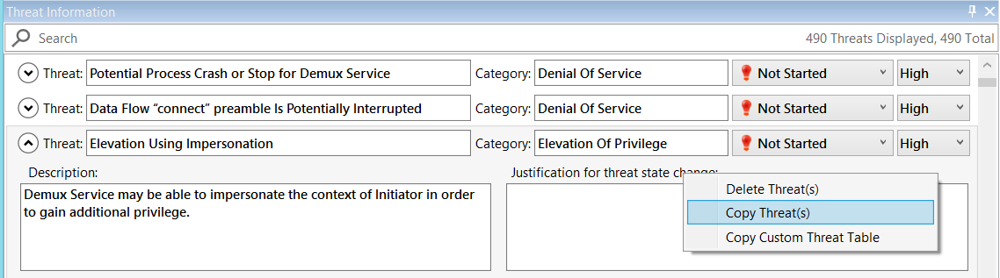 Threat Information
Search 490 Threats Displayed, 490 Total
Threat: Potential Process Crash or Stop for Demux Service Category: Denial Of Service Not Started High
Threat: Data Flow “connect” preamble Is Potentially Interrupted Category: Denial Of Service Not Started High
Threat: Elevation Using Impersonation Category: Elevation Of Privilege Not Started High
Description: Justification for threat state change:
Demux Service may be able to impersonate the context of Initiator in order
to gain additional privilege.
Delete Threat(s)
Copy Threat(s)
Copy Custom Threat Table